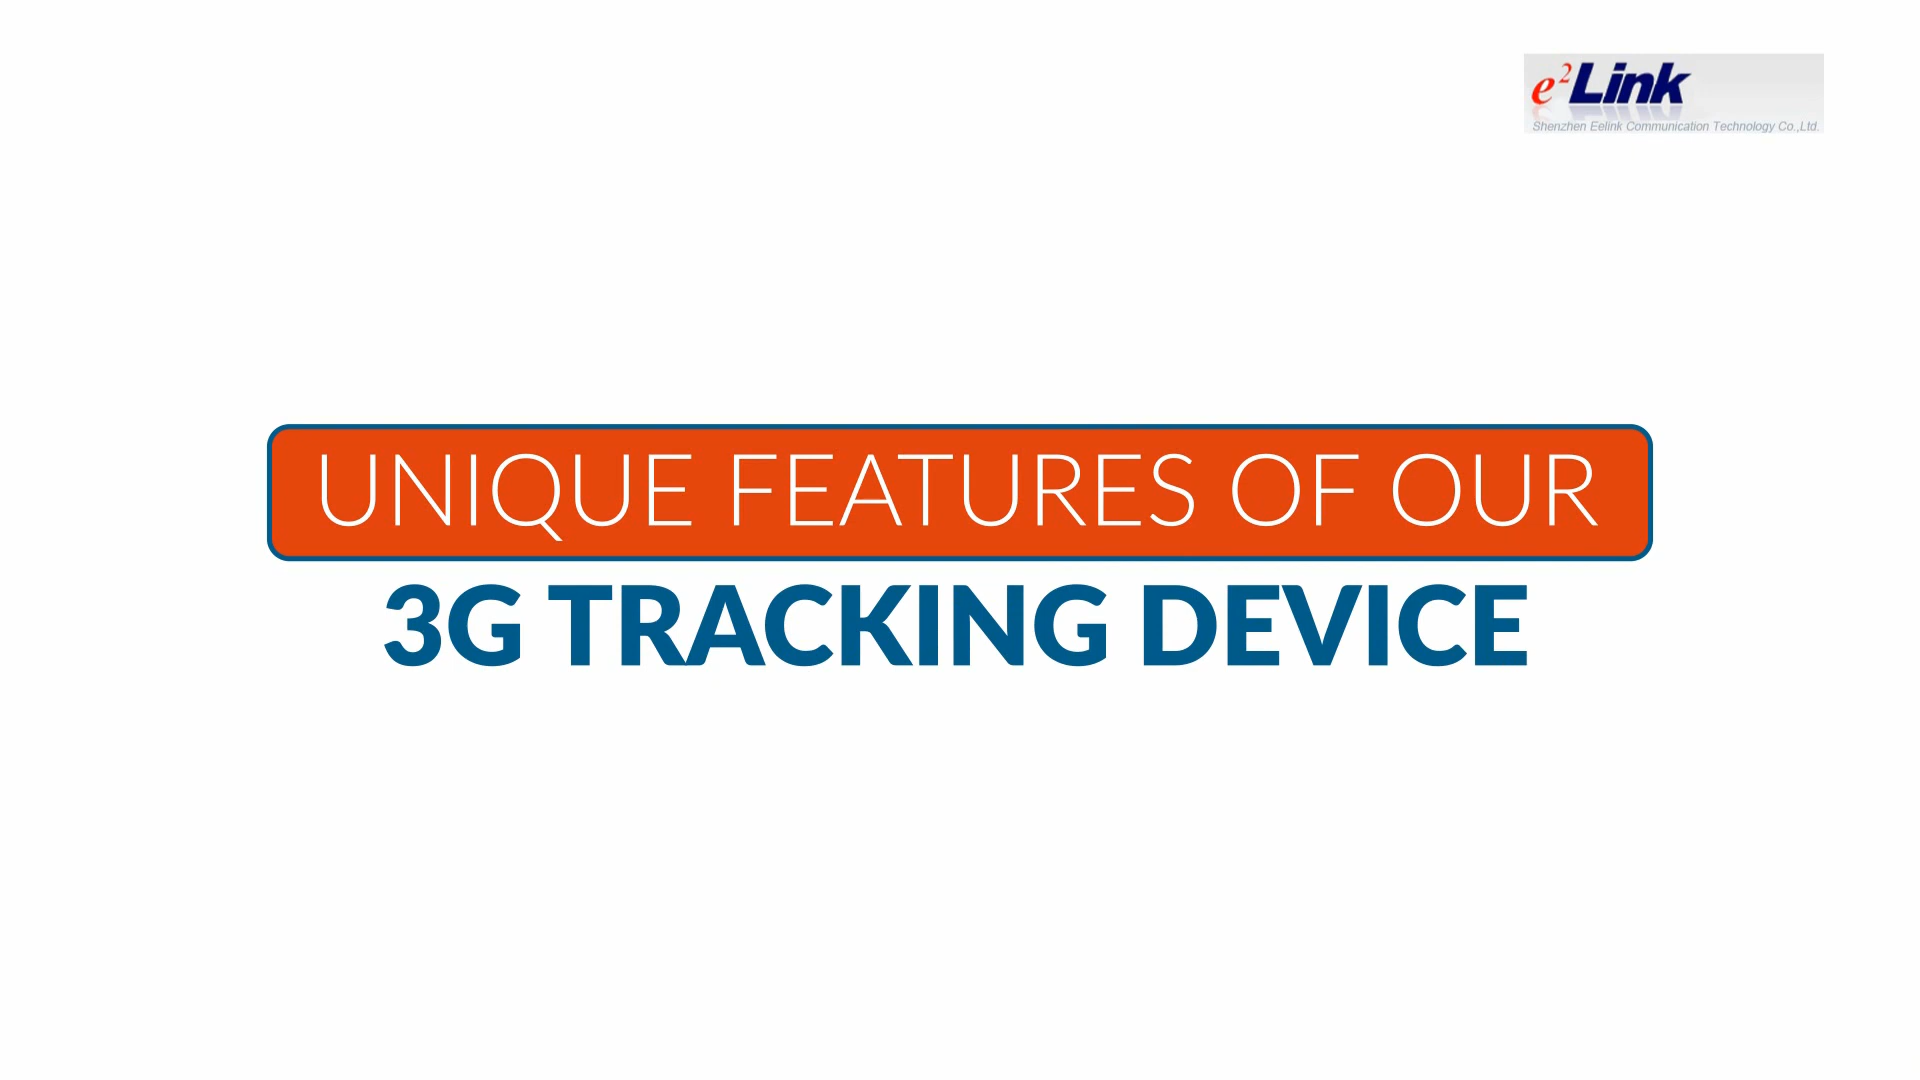 e²Link
Shenzhen Eelink Communication Technology Co.,Ltd.
UNIQUE FEATURES OF OUR
3G TRACKING DEVICE